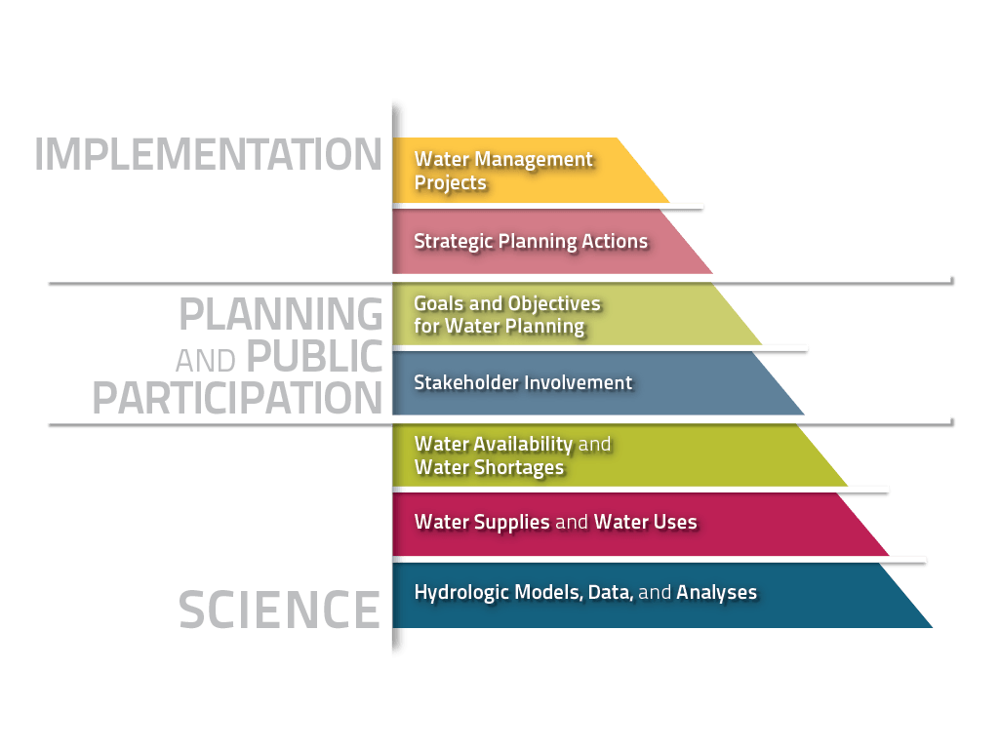 IMPLEMENTATION
Water Management
Projects
Strategic Planning Actions
PLANNING
AND PUBLIC
PARTICIPATION
Goals and Objectives
for Water Planning
Stakeholder Involvement
SCIENCE
Water Availability and
Water Shortages
Water Supplies and Water Uses
Hydrologic Models, Data, and Analyses